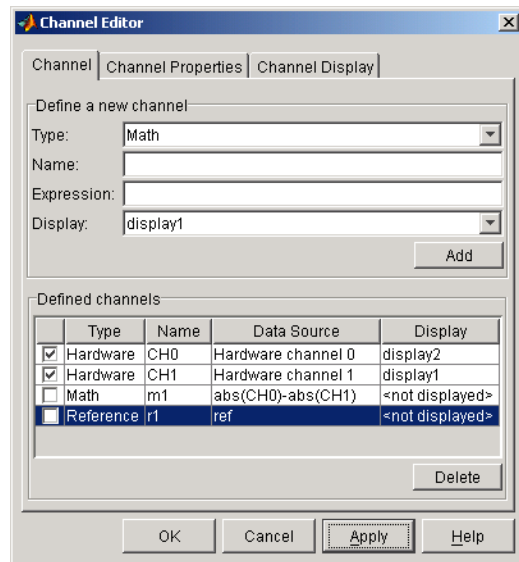 Channel Editor
Channel Channel Properties Channel Display
Define a new channel
Type: Math
Name:
Expression:
Display: display1
Add
Defined channels
Type Name Data Source Display
Hardware CH0 Hardware channel 0 display2
Hardware CH1 Hardware channel 1 display1
Math m1 abs(CH0)-abs(CH1) <not displayed>
Reference r1 ref <not displayed>
Delete
OK Cancel Apply Help